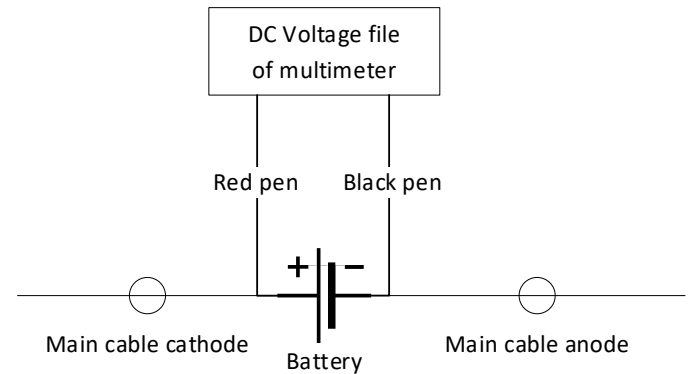 DC Voltage file
of multimeter
Red pen
Black pen
+
−
Main cable cathode
Battery
Main cable anode